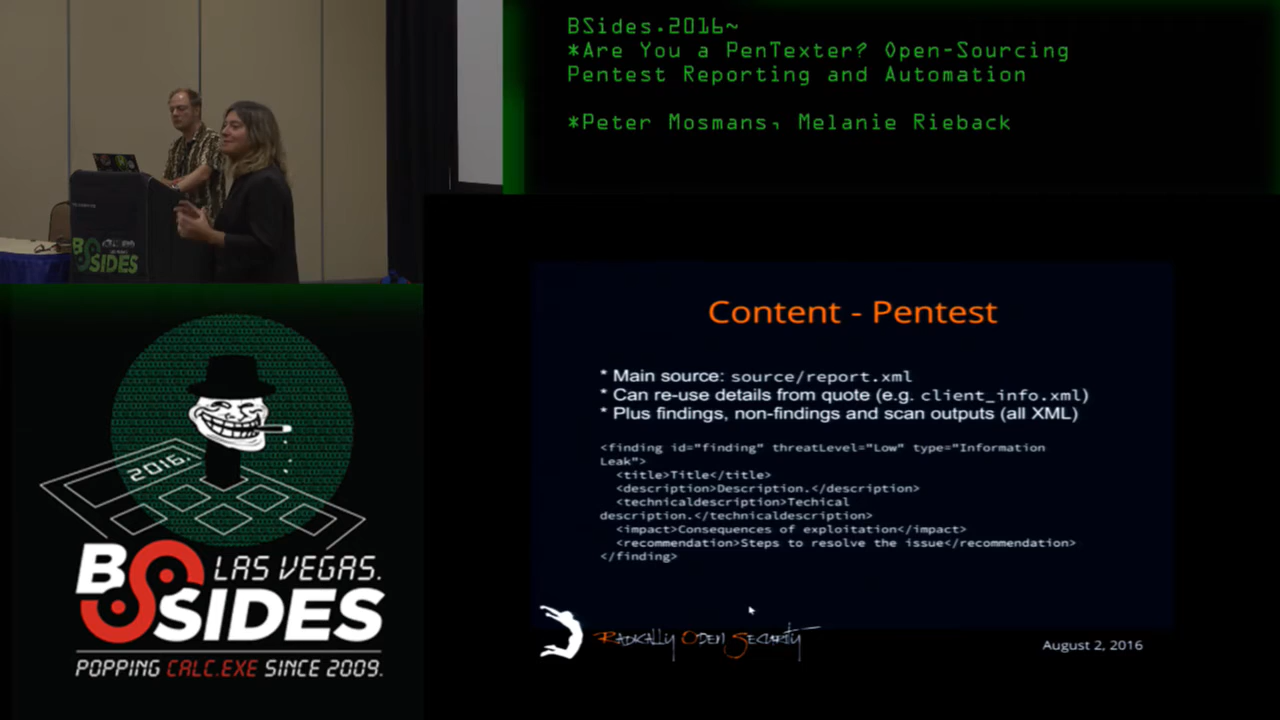 BSides.2016~
*Are You a PenTexter? Open-Sourcing
Pentest Reporting and Automation
*Peter Mosmans, Melanie Rieback
BSIDES
Content - Pentest
* Main source: source/report.xml
* Can re-use details from quote (e.g. client_info.xml)
* Plus findings, non-findings and scan outputs (all XML)
<finding id="finding" threatLevel="Low" type="Information
Leak">
<title>Title</title>
<description>Description.</description>
<technicaldescription>Techical
description.</technicaldescription>
<impact>Consequences of exploitation</impact>
<recommendation>Steps to resolve the issue</recommendation>
</finding>
Radically Open Security
August 2, 2016
2016.
BSIDES LAS VEGAS.
POPPING CALC.EXE SINCE 2009.